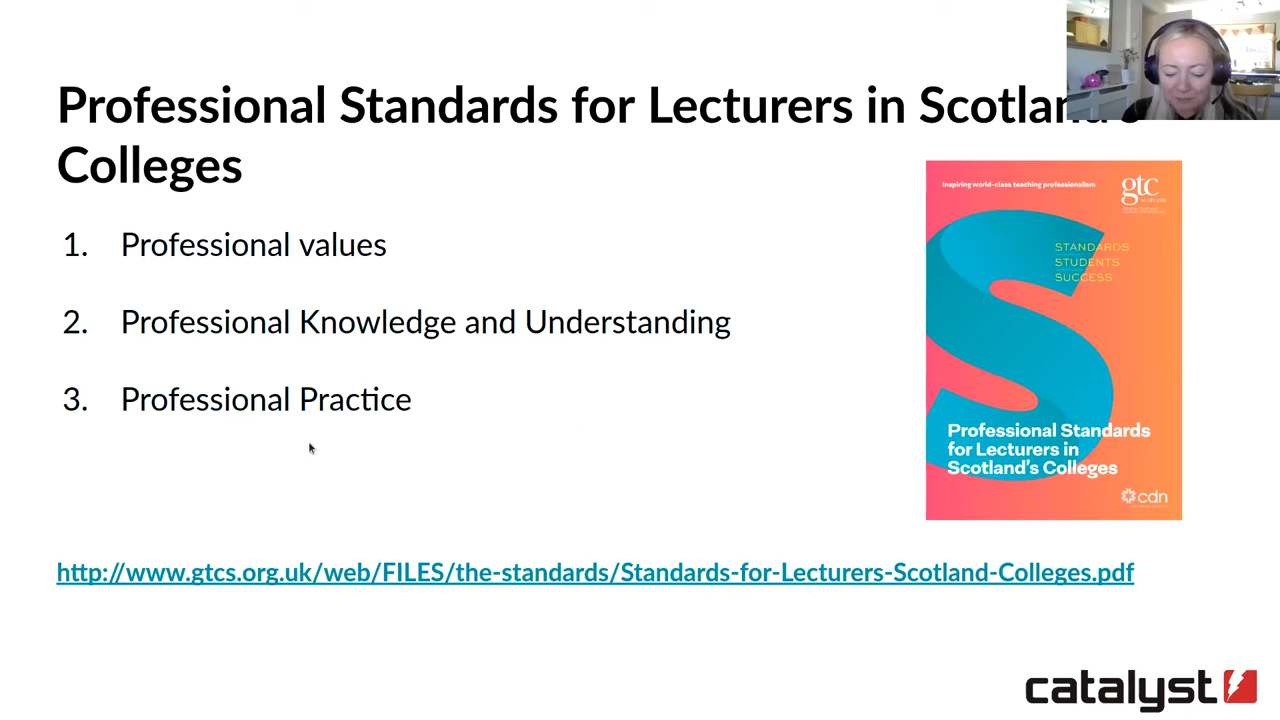 Professional Standards for Lecturers in Scotland's
Colleges
1. Professional values
2. Professional Knowledge and Understanding
3. Professional Practice
Inspiring world-class teaching professionalism
gtc
SCOTLAND
STANDARDS
STUDENTS
SUCCESS
Professional Standards
for Lecturers in
Scotland's Colleges
cdn
http://www.gtcs.org.uk/web/FILES/the-standards/Standards-for-Lecturers-Scotland-Colleges.pdf
catalyst